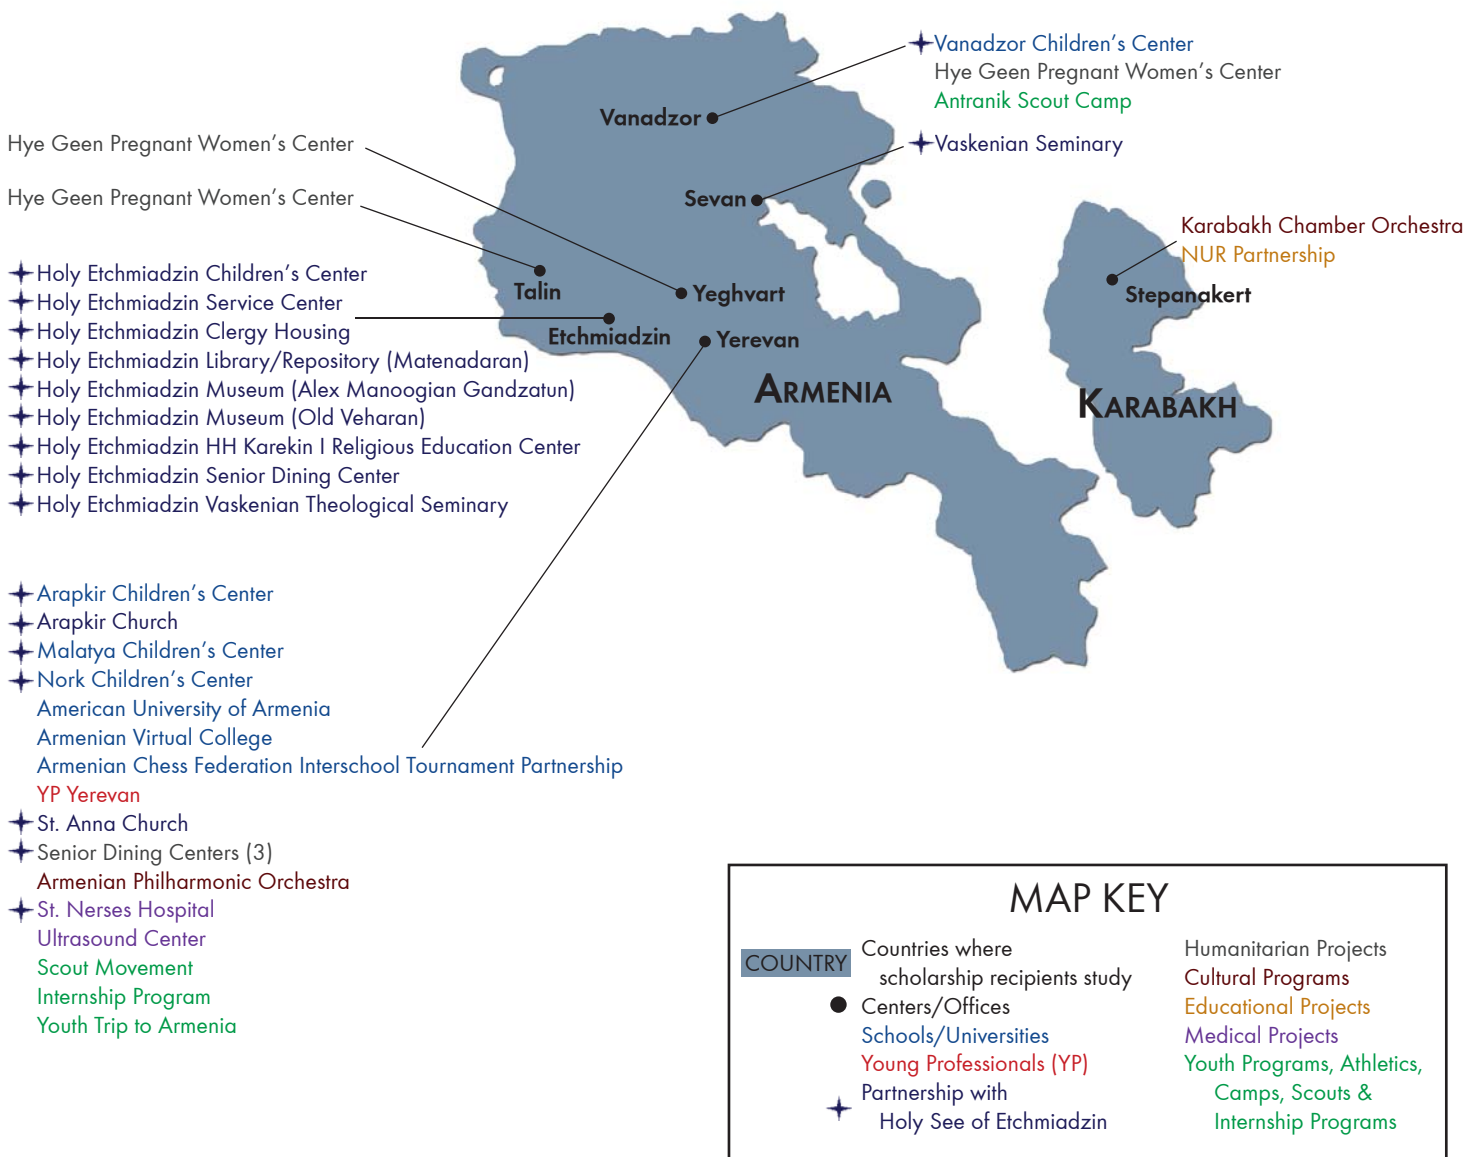 Vanadzor Children's Center
Hye Geen Pregnant Women's Center
Antranik Scout Camp
Vanadzor
Hye Geen Pregnant Women's Center
Vaskenian Seminary
Hye Geen Pregnant Women's Center
Sevan
Karabakh Chamber Orchestra
NUR Partnership
Holy Etchmiadzin Children's Center
Holy Etchmiadzin Service Center
Holy Etchmiadzin Clergy Housing
Holy Etchmiadzin Library/Repository (Matenadaran)
Holy Etchmiadzin Museum (Alex Manoogian Gandzatun)
Holy Etchmiadzin Museum (Old Veharan)
Holy Etchmiadzin HH Karekin I Religious Education Center
Holy Etchmiadzin Senior Dining Center
Holy Etchmiadzin Vaskenian Theological Seminary
Talin
Yeghvart
Stepanakert
Etchmiadzin
Yerevan
ARMENIA
KARABAKH
Arapkir Children's Center
Arapkir Church
Malatya Children's Center
Nork Children's Center
American University of Armenia
Armenian Virtual College
Armenian Chess Federation Interschool Tournament Partnership
YP Yerevan
St. Anna Church
Senior Dining Centers (3)
Armenian Philharmonic Orchestra
St. Nerses Hospital
Ultrasound Center
Scout Movement
Internship Program
Youth Trip to Armenia
MAP KEY
COUNTRY
Countries where
scholarship recipients study
Centers/Offices
Schools/Universities
Young Professionals (YP)
Partnership with
Holy See of Etchmiadzin
Humanitarian Projects
Cultural Programs
Educational Projects
Medical Projects
Youth Programs, Athletics,
Camps, Scouts &
Internship Programs